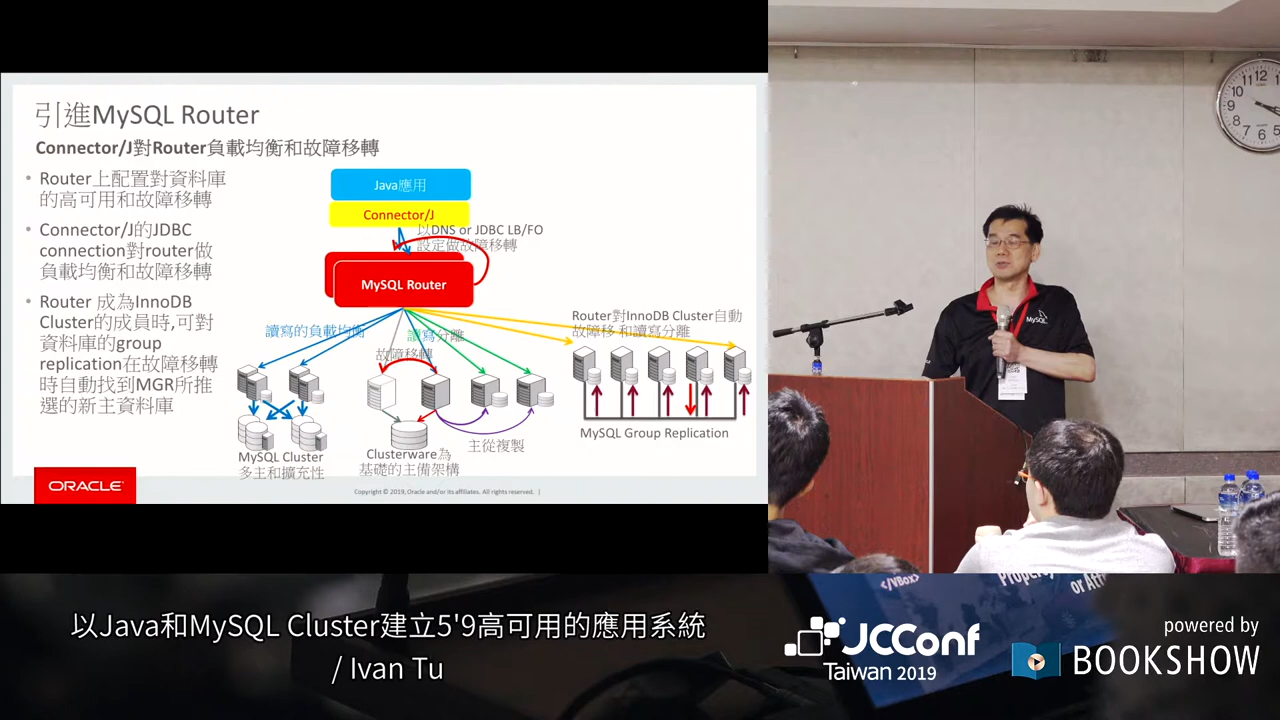 引進MySQL Router
Connector/J對Router負載均衡和故障移轉
• Router上配置對資料庫
的高可用和故障移轉
• Connector/J的JDBC
connection對router做
負載均衡和故障移轉
• Router 成為InnoDB
Cluster的成員時,可對
資料庫的group
replication在故障移轉
時自動找到MGR所推
選的新主資料庫
Java應用
Connector/J
以DNS or JDBC LB/FO
設定做故障移轉
MySQL Router
讀寫的負載均衡
讀寫分離
故障移轉
Router對InnoDB Cluster自動
故障移 和讀寫分離
MySQL Cluster
多主和擴充性
Clusterware為
基礎的主備架構
主從複製
MySQL Group Replication
ORACLE
Copyright © 2019, Oracle and/or its affiliates. All rights reserved. |
MySQL
以Java和MySQL Cluster建立5'9高可用的應用系統
/ Ivan Tu
</VBox>
or
JCConf
Taiwan 2019
powered by
BOOKSHOW